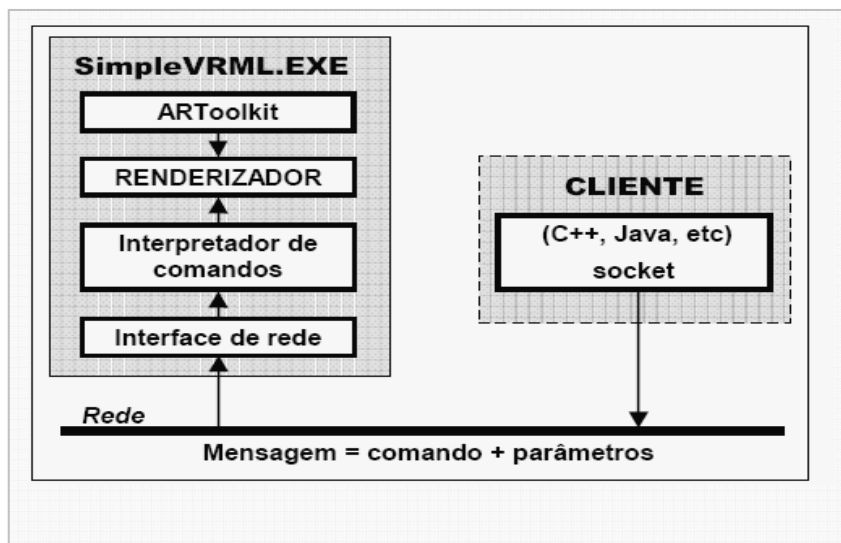 SimpleVRML.EXE
ARToolkit
RENDERIZADOR
Interpretador de
comandos
Interface de rede
CLIENTE
(C++, Java, etc)
socket
Rede
Mensagem = comando + parâmetros